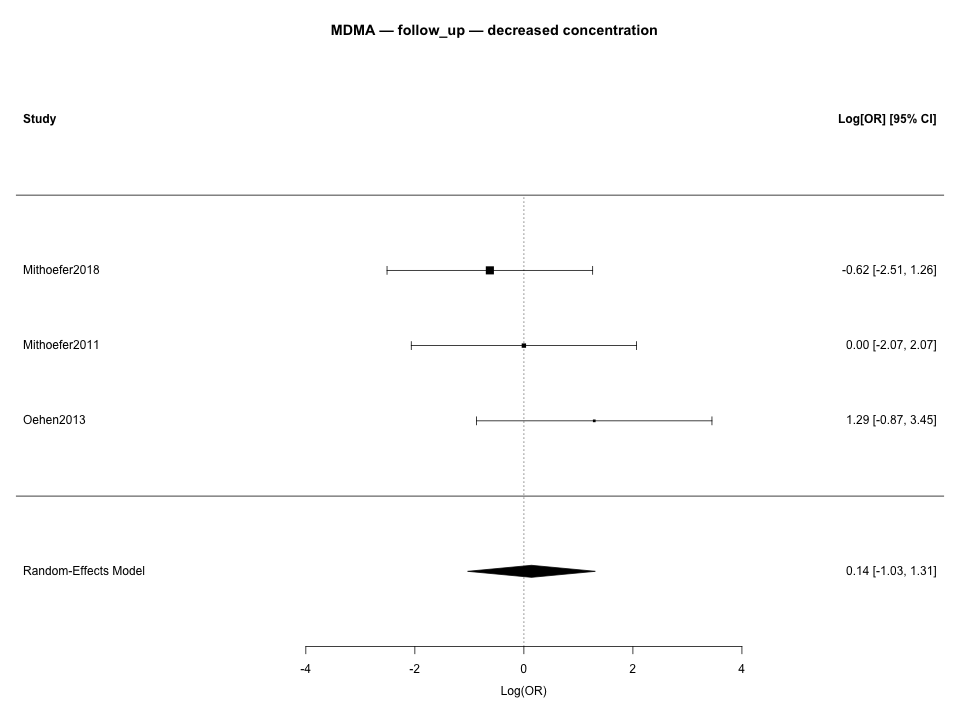 MDMA — follow_up — decreased concentration
Study Log[OR] [95% CI]
Mithoefer2018 -0.62 [-2.51, 1.26]
Mithoefer2011 0.00 [-2.07, 2.07]
Oehen2013 1.29 [-0.87, 3.45]
Random-Effects Model 0.14 [-1.03, 1.31]
-4 -2 0 2 4
Log(OR)